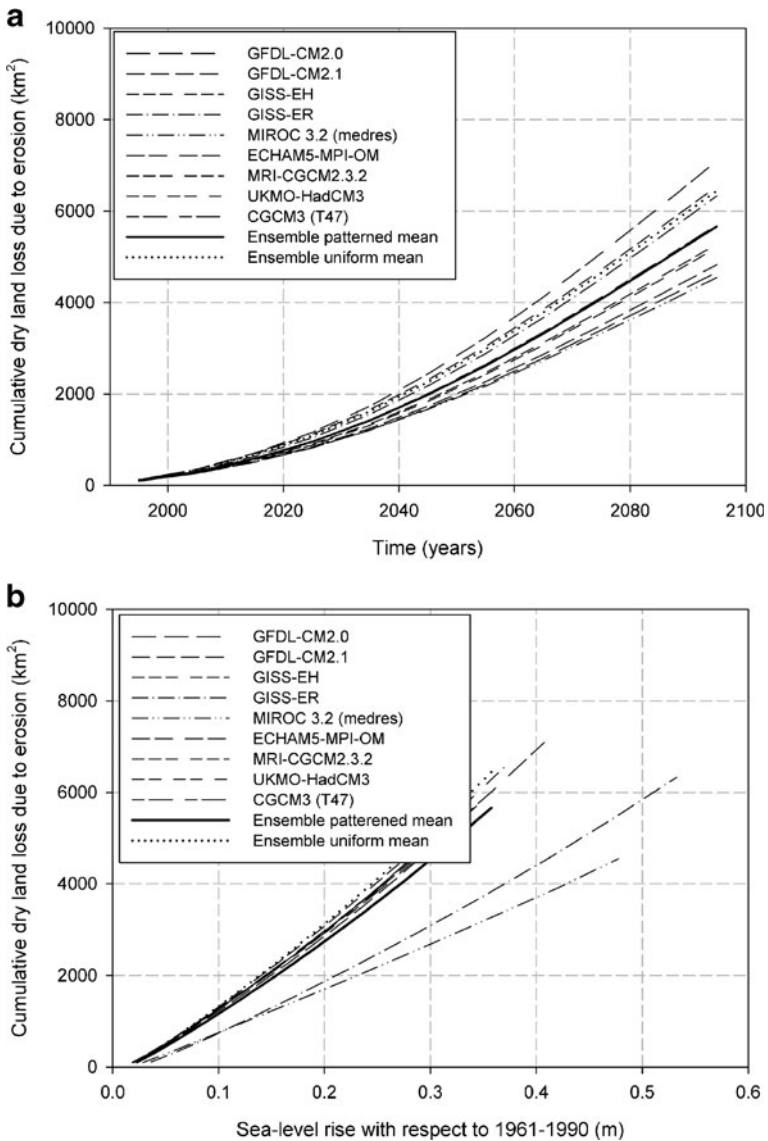 a
Cumulative dry land loss due to erosion (km²)
10000
8000
6000
4000
2000
0
GFDL-CM2.0
GFDL-CM2.1
GISS-EH
GISS-ER
MIROC 3.2 (medres)
ECHAM5-MPI-OM
MRI-CGCM2.3.2
UKMO-HadCM3
CGCM3 (T47)
Ensemble patterned mean
Ensemble uniform mean
2000 2020 2040 2060 2080 2100
Time (years)
b
Cumulative dry land loss due to erosion (km²)
10000
8000
6000
4000
2000
0
GFDL-CM2.0
GFDL-CM2.1
GISS-EH
GISS-ER
MIROC 3.2 (medres)
ECHAM5-MPI-OM
MRI-CGCM2.3.2
UKMO-HadCM3
CGCM3 (T47)
Ensemble patterened mean
Ensemble uniform mean
0.0 0.1 0.2 0.3 0.4 0.5 0.6
Sea-level rise with respect to 1961-1990 (m)